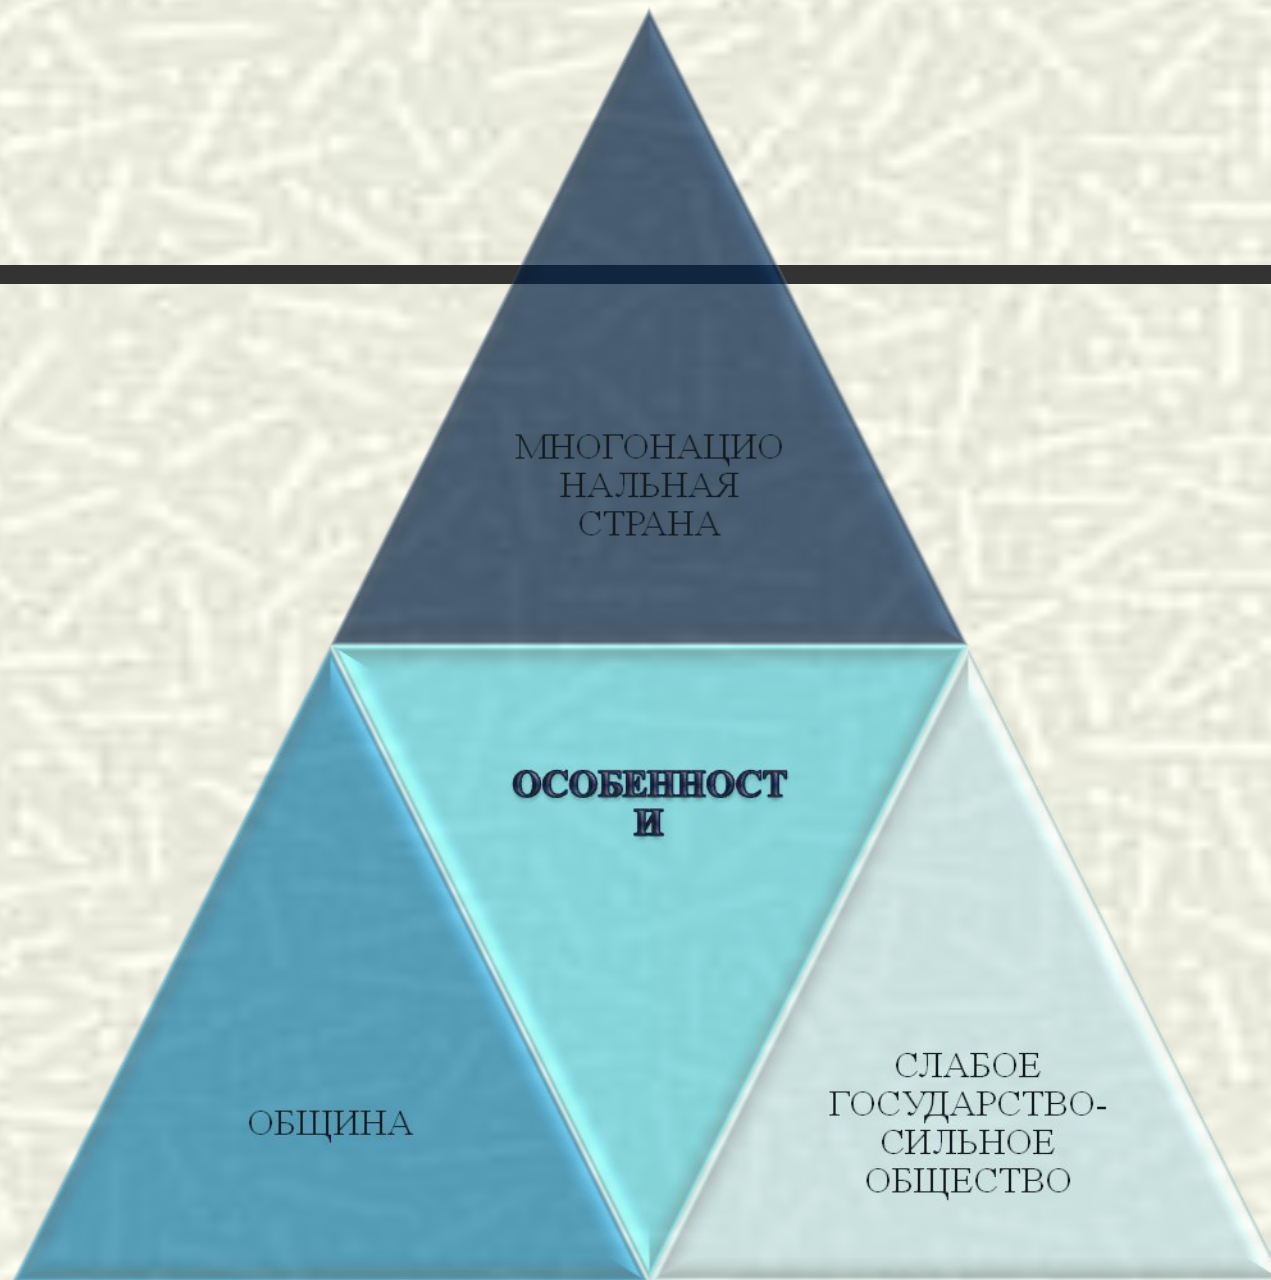 МНОГОНАЦИО
НАЛЬНАЯ
СТРАНА
ОСОБЕННОСТ
И
ОБЩИНА
СЛАБОЕ
ГОСУДАРСТВО-
СИЛЬНОЕ
ОБЩЕСТВО